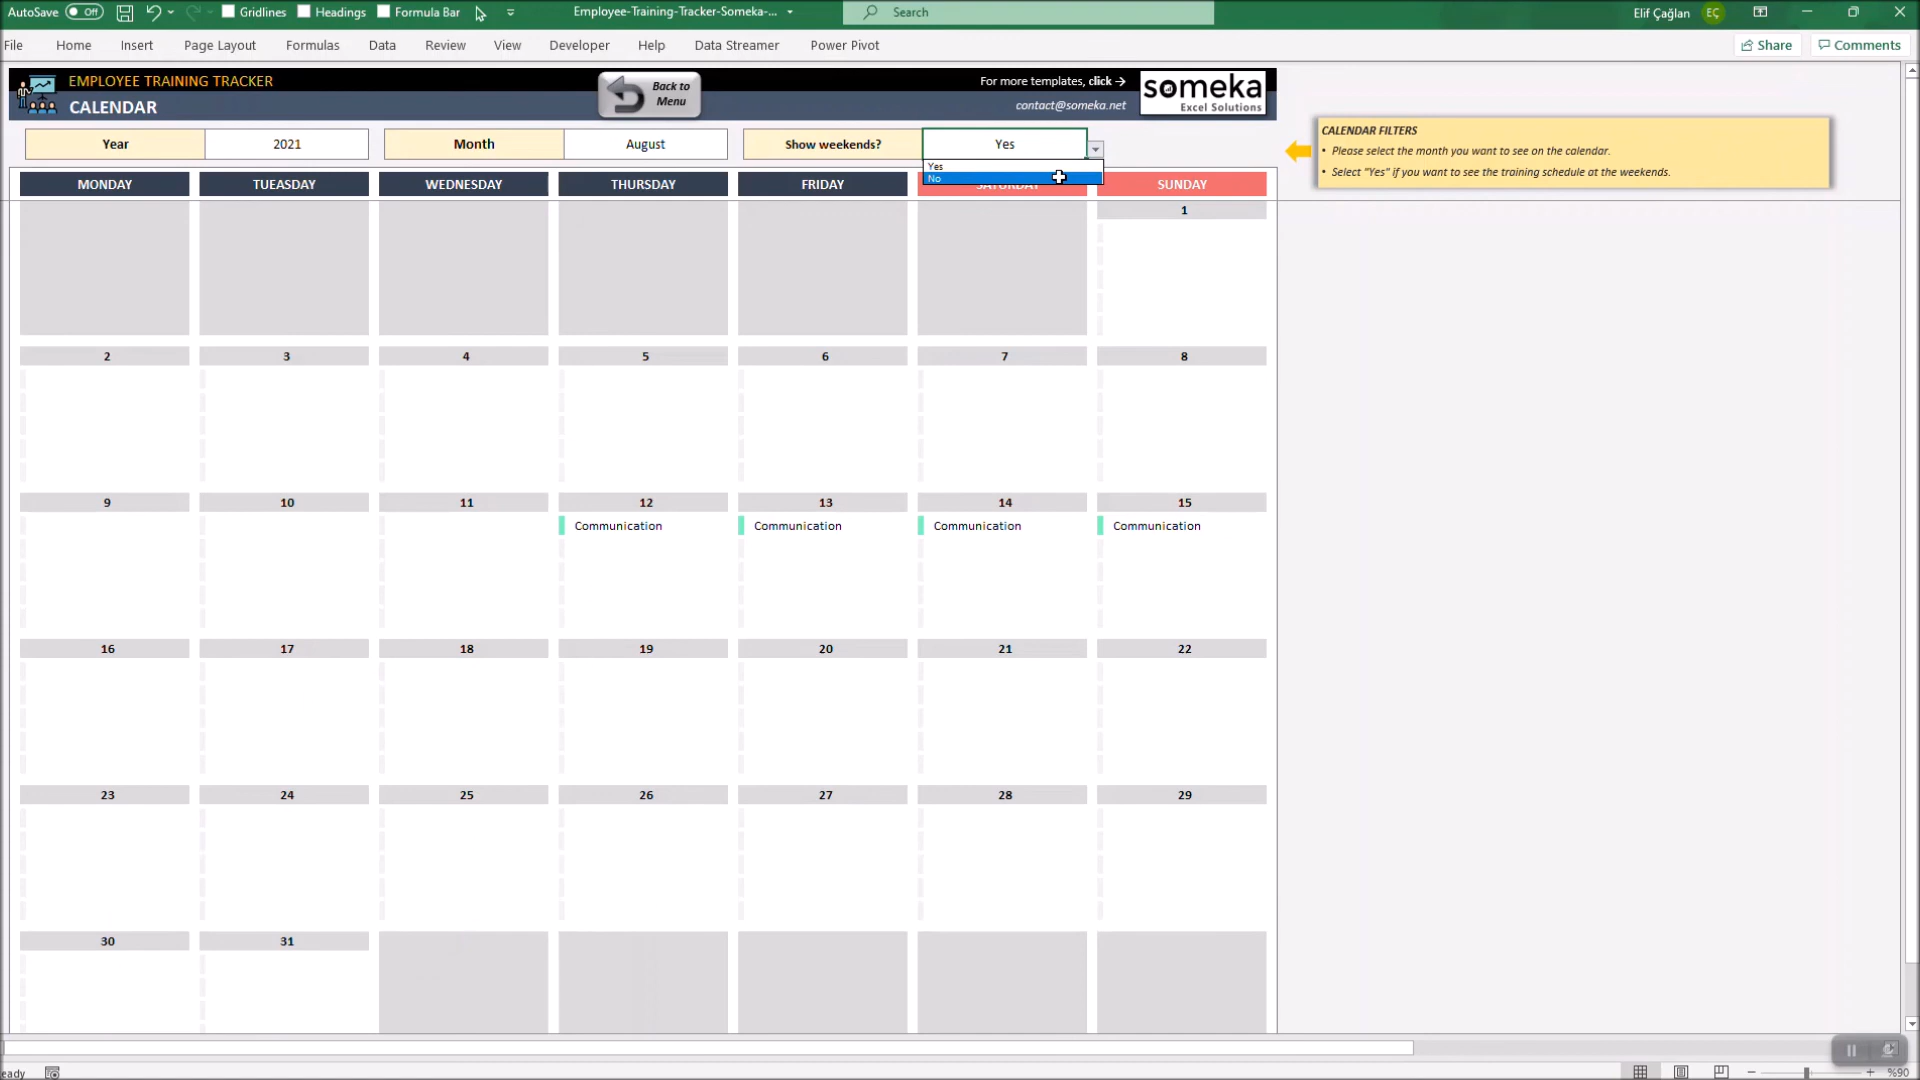 AutoSave Off Gridlines Headings Formula Bar Employee-Training-Tracker-Someka-... Search Elif Çağlan EÇ
File Home Insert Page Layout Formulas Data Review View Developer Help Data Streamer Power Pivot Share Comments
EMPLOYEE TRAINING TRACKER
CALENDAR
Back to
Menu
For more templates, click →
contact@someka.net
someka
Excel Solutions
Year 2021 Month August Show weekends? Yes
Yes
No
CALENDAR FILTERS
• Please select the month you want to see on the calendar.
• Select "Yes" if you want to see the training schedule at the weekends.
MONDAY TUEASDAY WEDNESDAY THURSDAY FRIDAY SATURDAY SUNDAY
1
2 3 4 5 6 7 8
9 10 11 12 13 14 15
Communication Communication Communication Communication
16 17 18 19 20 21 22
23 24 25 26 27 28 29
30 31
eady %90